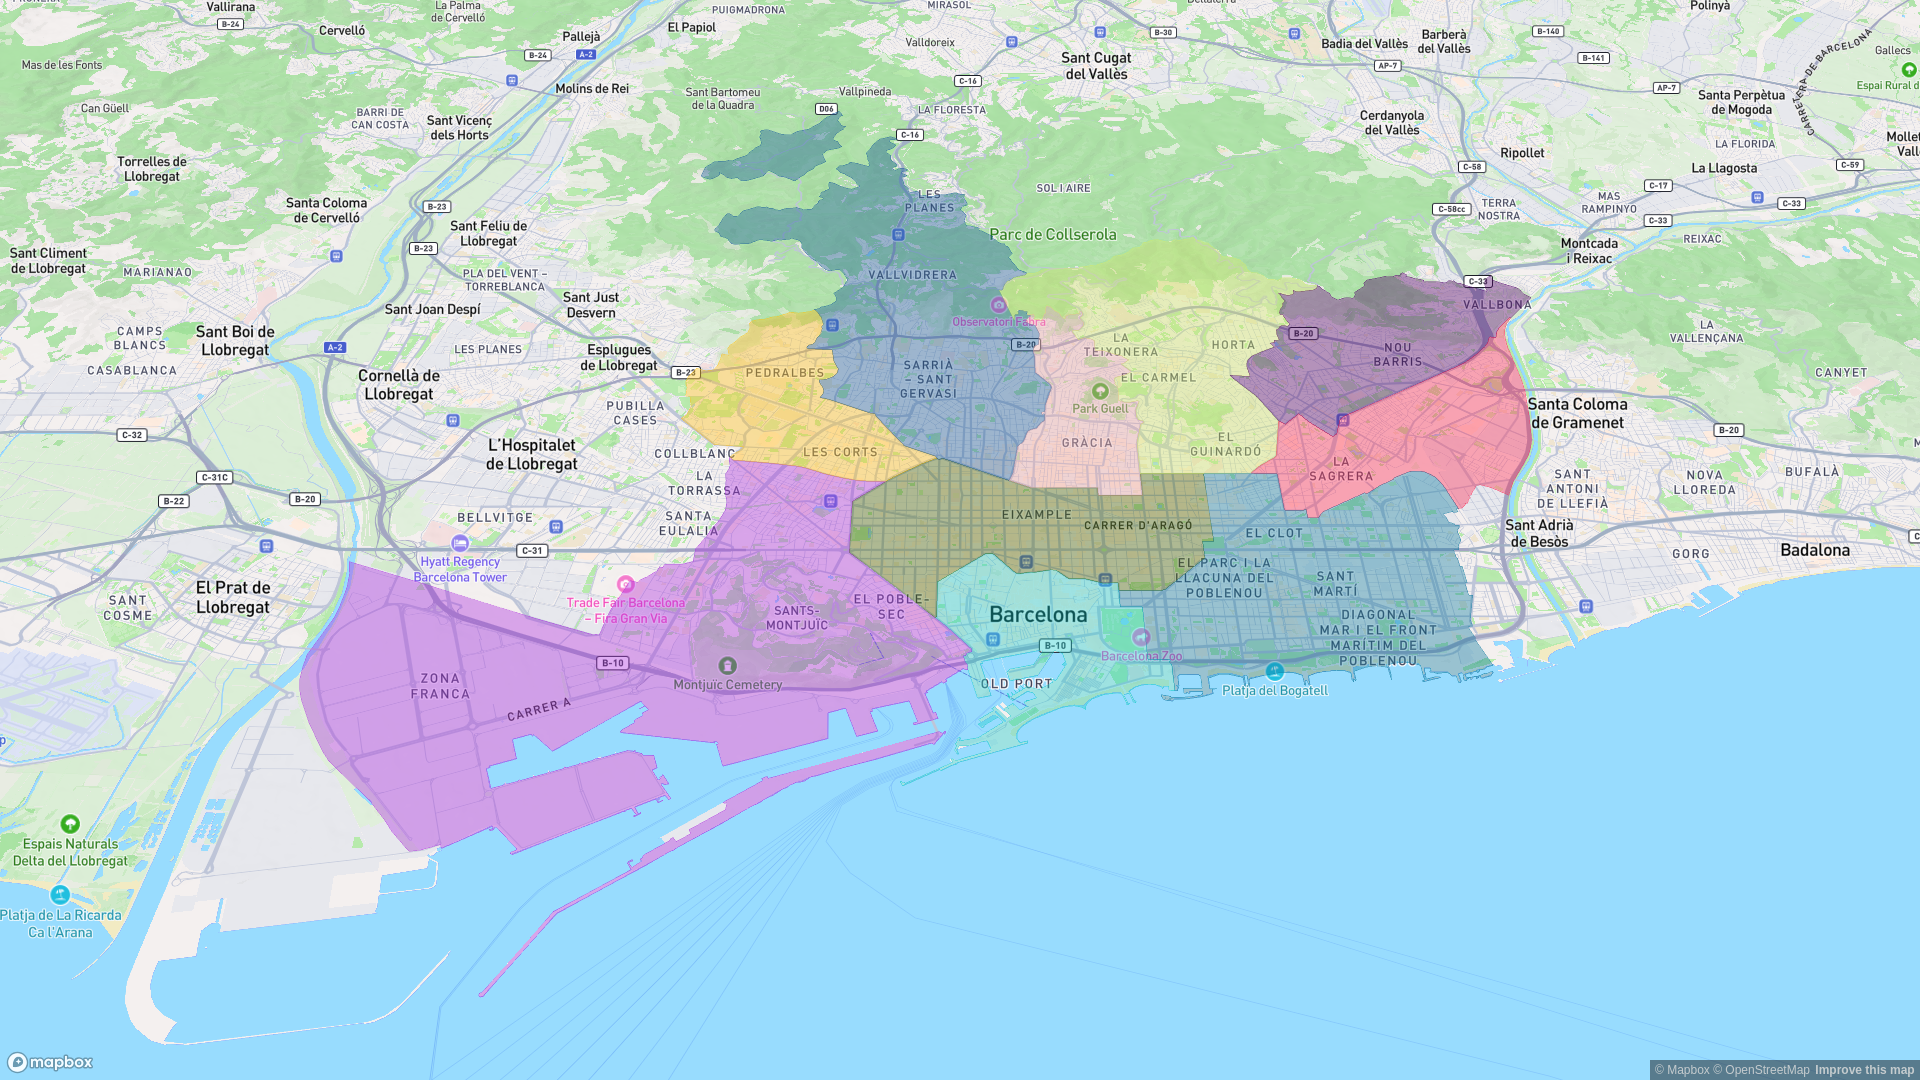 Vallirana
B-24
La Palma
de Cervelló
Cervelló
PUIGMADRONA
MIRASOL
El Papiol
Pallejà
A-2
B-24
Valldoreix
B-30
Sant Cugat
del Vallès
Badia del Vallès
Barberà
del Vallès
Polinyà
B-140
B-141
AP-7
AP-7
CARRETERA DE BARCELONA
Gallecs
Espai Rural d
Mas de les Fonts
Can Güell
BARRI DE
CAN COSTA
Sant Vicenç
dels Horts
Molins de Rei
Sant Bartomeu
de la Quadra
Vallpineda
C-16
D06
LA FLORESTA
C-16
Cerdanyola
del Vallès
Santa Perpètua
de Mogoda
Mollet
Vall
LA FLORIDA
Ripollet
C-58
La Llagosta
C-59
Torrelles de
Llobregat
Santa Coloma
de Cervelló
B-23
Sant Feliu de
Llobregat
B-23
LES
PLANES
SOL I AIRE
C-17
MAS
RAMPINYO
C-33
C-33
C-58cc
TERRA
NOSTRA
Parc de Collserola
Montcada
i Reixac
REIXAC
Sant Climent
de Llobregat
MARIANAO
PLA DEL VENT –
TORREBLANCA
VALLVIDRERA
C-33
VALLBONA
Sant Joan Despí
Sant Just
Desvern
Observatori Fabra
CAMPS
BLANCS
Sant Boi de
Llobregat
A-2
LES PLANES
Esplugues
de Llobregat
B-20
LA
TEIXONERA
HORTA
B-20
NOU
BARRIS
LA
VALLENÇANA
CASABLANCA
Cornellà de
Llobregat
B-23
PEDRALBES
SARRIÀ
– SANT
GERVASI
EL CARMEL
Park Guell
CANYET
PUBILLA
CASES
Santa Coloma
de Gramenet
B-20
C-32
L'Hospitalet
de Llobregat
COLLBLANC
LES CORTS
GRÀCIA
EL
GUINARDÓ
LA
SAGRERA
C-31C
B-22
B-20
LA
TORRASSA
SANT
ANTONI
DE LLEFIÀ
NOVA
LLOREDA
BUFALÀ
BELLVITGE
SANTA
EULALIA
EIXAMPLE
CARRER D'ARAGÓ
EL CLOT
Sant Adrià
de Besòs
C-31
GORG
Badalona
Hyatt Regency
Barcelona Tower
El Prat de
Llobregat
SANT
COSME
Trade Fair Barcelona
– Fira Gran Via
SANTS-
MONTJUÏC
EL POBLE-
SEC
Barcelona
EL PARC I LA
LLACUNA DEL
POBLENOU
SANT
MARTÍ
DIAGONAL
MAR I EL FRONT
MARÍTIM DEL
POBLENOU
B-10
Barcelona Zoo
B-10
ZONA
FRANCA
Montjuïc Cemetery
OLD PORT
Platja del Bogatell
CARRER A
Espais Naturals
Delta del Llobregat
Platja de La Ricarda
Ca l'Arana
mapbox
© Mapbox © OpenStreetMap Improve this map